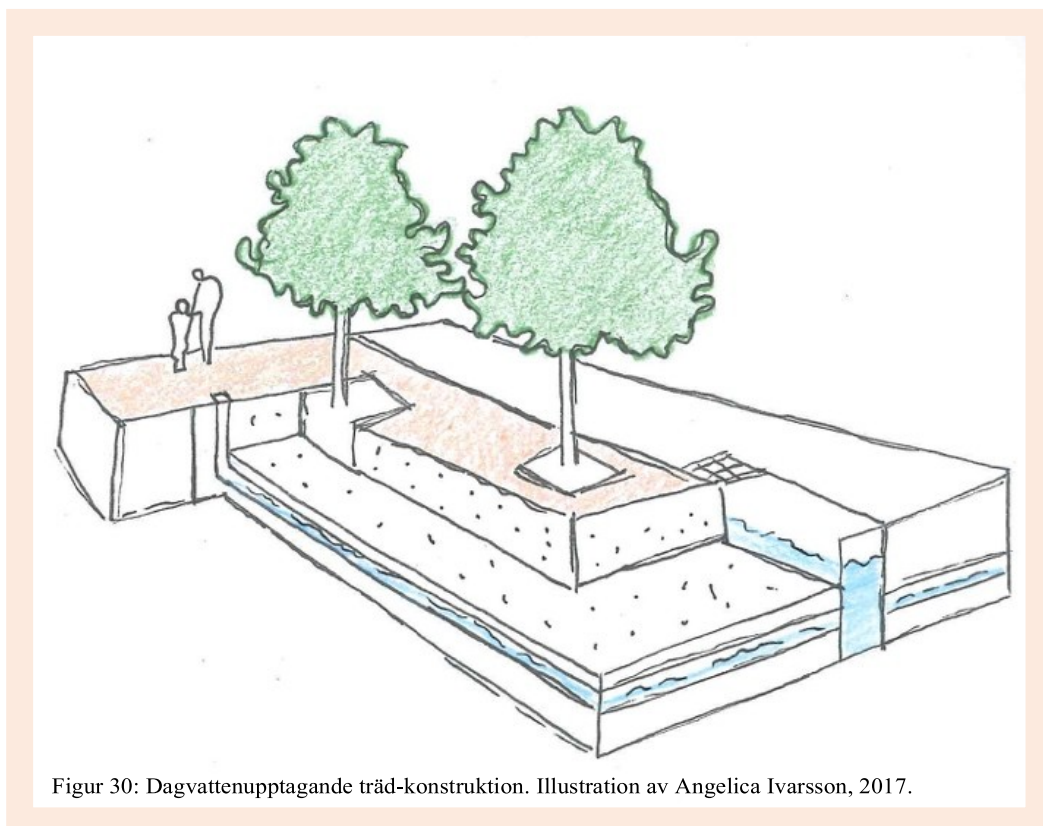 Figur 30: Dagvattenupptagande träd-konstruktion. Illustration av Angelica Ivarsson, 2017.